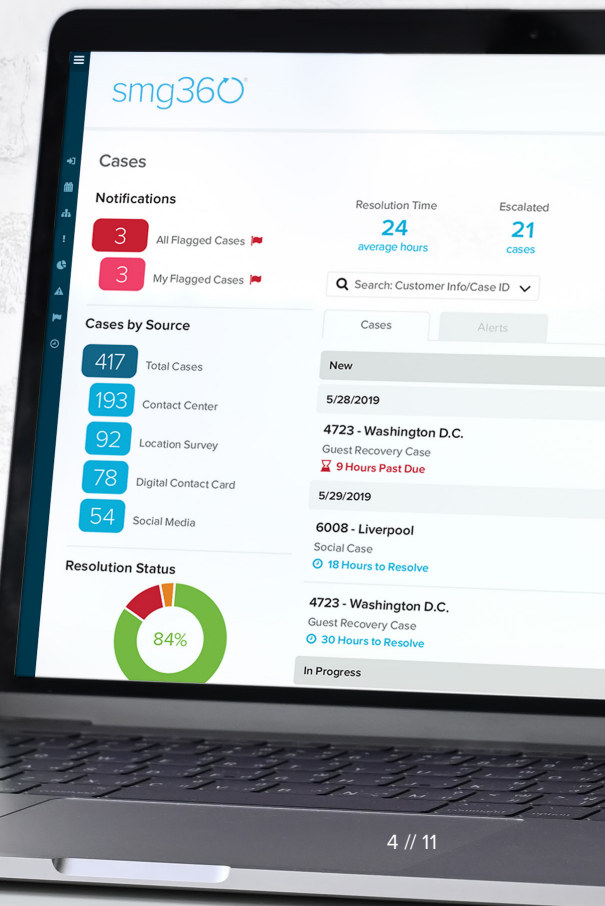 smg360
Cases
Notifications
3 All Flagged Cases
3 My Flagged Cases
Cases by Source
417 Total Cases
193 Contact Center
92 Location Survey
78 Digital Contact Card
54 Social Media
Resolution Status
84%
Resolution Time
24
average hours
Escalated
21
cases
Search: Customer Info/Case ID
Cases
Alerts
New
5/28/2019
4723 - Washington D.C.
Guest Recovery Case
9 Hours Past Due
5/29/2019
6008 - Liverpool
Social Case
18 Hours to Resolve
4723 - Washington D.C.
Guest Recovery Case
30 Hours to Resolve
In Progress
4 // 11